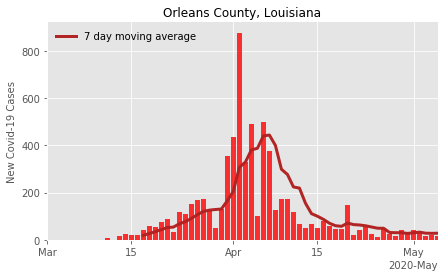 Orleans County, Louisiana
7 day moving average
New Covid-19 Cases
800
600
400
200
0
Mar 15 Apr 15 May
2020-May